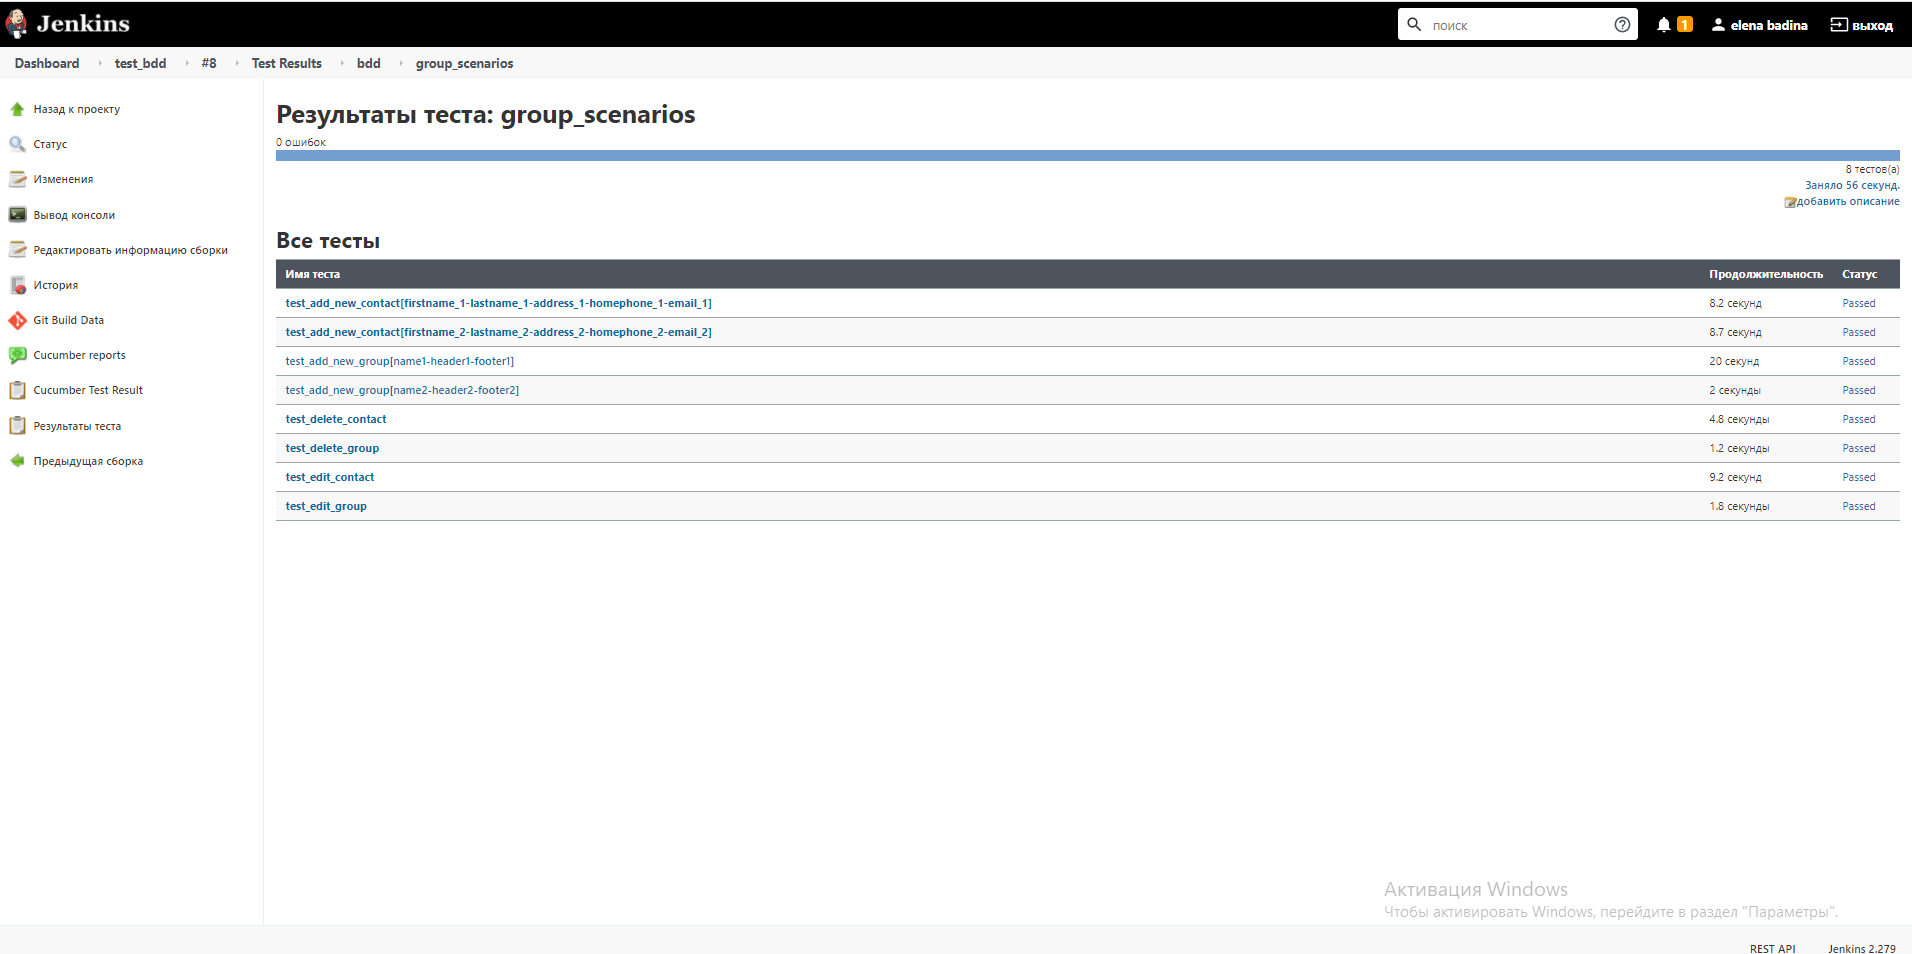 Jenkins
поиск
1
elena badina
выход
Dashboard
test_bdd
#8
Test Results
bdd
group_scenarios
Назад к проекту
Статус
Изменения
Вывод консоли
Редактировать информацию сборки
История
Git Build Data
Cucumber reports
Cucumber Test Result
Результаты теста
Предыдущая сборка
Результаты теста: group_scenarios
0 ошибок
8 тестов(а)
Заняло 56 секунд.
добавить описание
Все тесты
Имя теста Продолжительность Статус
test_add_new_contact[firstname_1-lastname_1-address_1-homephone_1-email_1] 8.2 секунд Passed
test_add_new_contact[firstname_2-lastname_2-address_2-homephone_2-email_2] 8.7 секунд Passed
test_add_new_group[name1-header1-footer1] 20 секунд Passed
test_add_new_group[name2-header2-footer2] 2 секунды Passed
test_delete_contact 4.8 секунды Passed
test_delete_group 1.2 секунды Passed
test_edit_contact 9.2 секунд Passed
test_edit_group 1.8 секунды Passed
Активация Windows
Чтобы активировать Windows, перейдите в раздел "Параметры".
REST API
Jenkins 2.279